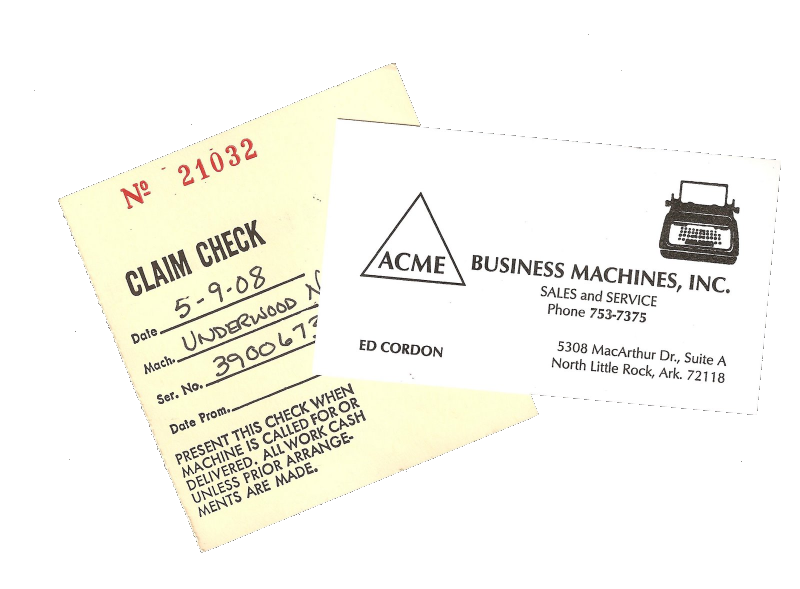 Nº 21032
CLAIM CHECK
Date 5-9-08
Mach. UNDERWOOD
Ser. No. 390067
Date Prom.
PRESENT THIS CHECK WHEN
MACHINE IS CALLED FOR OR
DELIVERED. ALL WORK CASH
UNLESS PRIOR ARRANGE-
MENTS ARE MADE.
ACME BUSINESS MACHINES, INC.
SALES and SERVICE
Phone 753-7375
ED CORDON
5308 MacArthur Dr., Suite A
North Little Rock, Ark. 72118